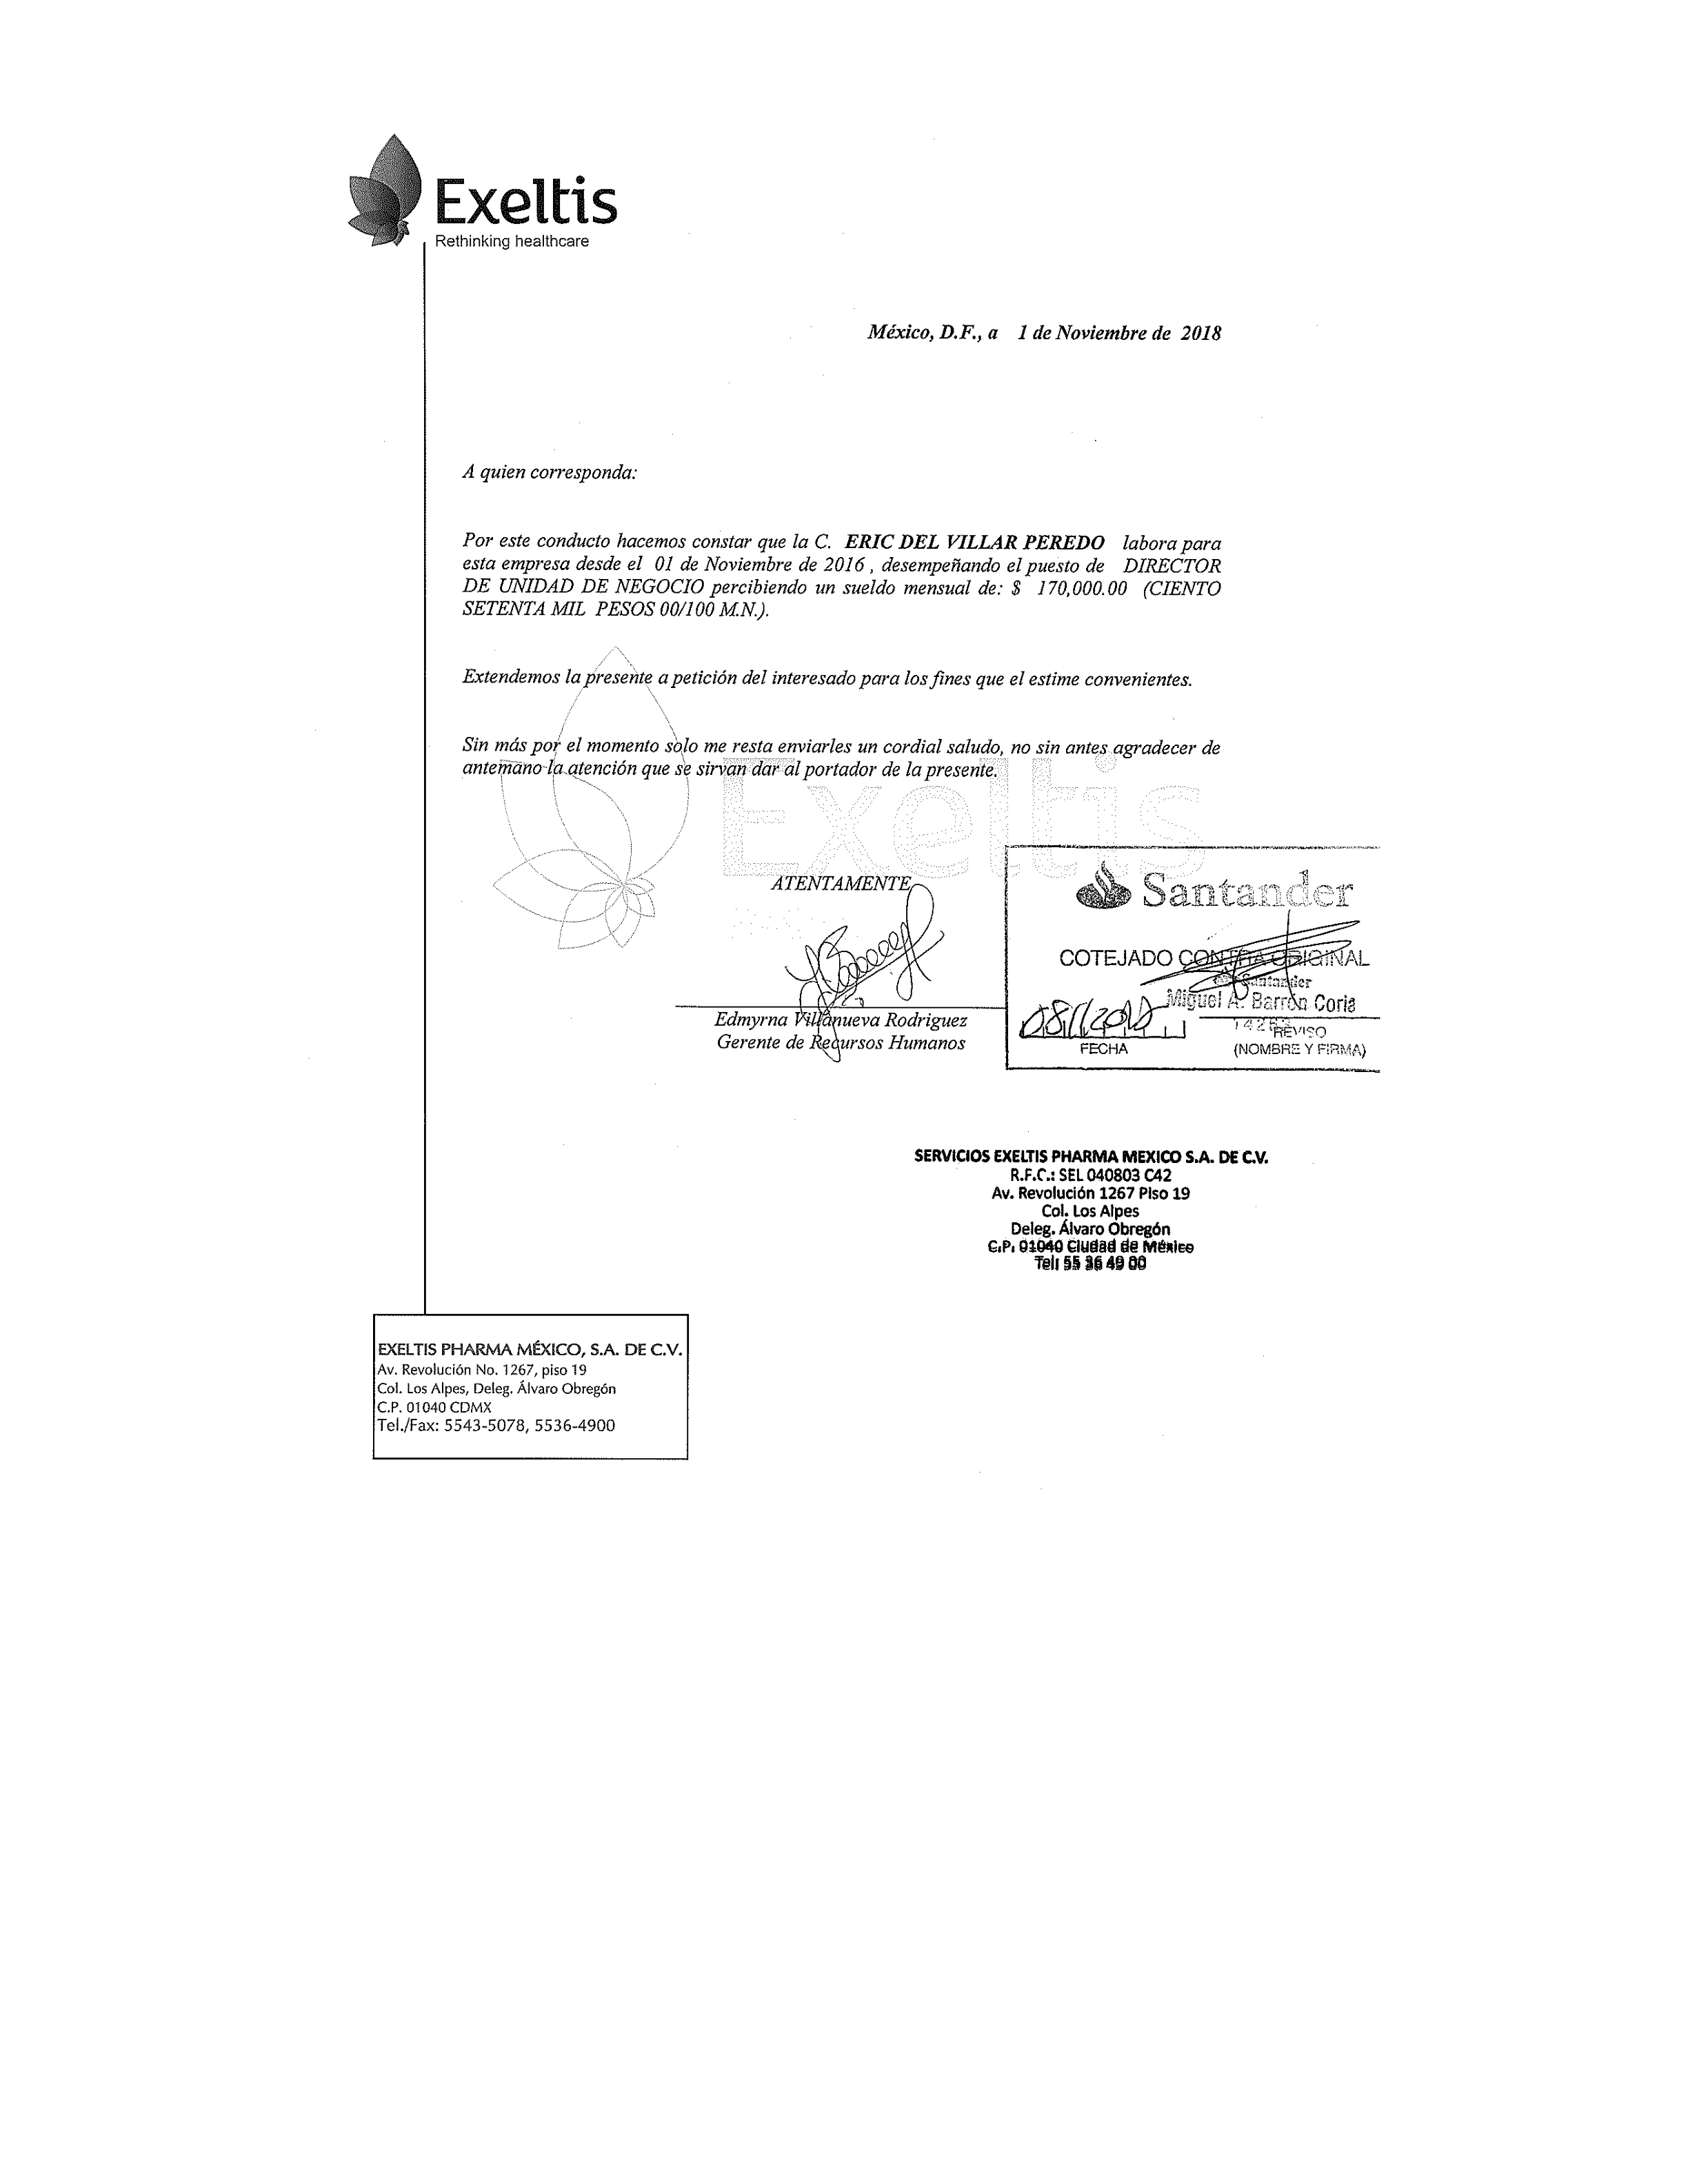 Exeltis
Rethinking healthcare
México, D.F., a 1 de Noviembre de 2018
A quien corresponda:
Por este conducto hacemos constar que la C. ERIC DEL VILLAR PEREDO labora para
esta empresa desde el 01 de Noviembre de 2016 , desempeñando el puesto de DIRECTOR
DE UNIDAD DE NEGOCIO percibiendo un sueldo mensual de: $ 170,000.00 (CIENTO
SETENTA MIL PESOS 00/100 M.N.).
Extendemos la presente a petición del interesado para los fines que el estime convenientes.
Sin más por el momento solo me resta enviarles un cordial saludo, no sin antes agradecer de
antemano la atención que se sirvan dar al portador de la presente.
Exeltis
ATENTAMENTE
Edmyrna Villanueva Rodriguez
Gerente de Recursos Humanos
Santander
COTEJADO CONTRA ORIGINAL
Santander
Miguel A. Barrón Coria
REVISO
FECHA
(NOMBRE Y FIRMA)
SERVICIOS EXELTIS PHARMA MEXICO S.A. DE C.V.
R.F.C.: SEL 040803 C42
Av. Revolución 1267 Piso 19
Col. Los Alpes
Deleg. Álvaro Obregón
C.P. 01040 Ciudad de México
Tel: 55 36 49 00
EXELTIS PHARMA MÉXICO, S.A. DE C.V.
Av. Revolución No. 1267, piso 19
Col. Los Alpes, Deleg. Álvaro Obregón
C.P. 01040 CDMX
Tel./Fax: 5543-5078, 5536-4900